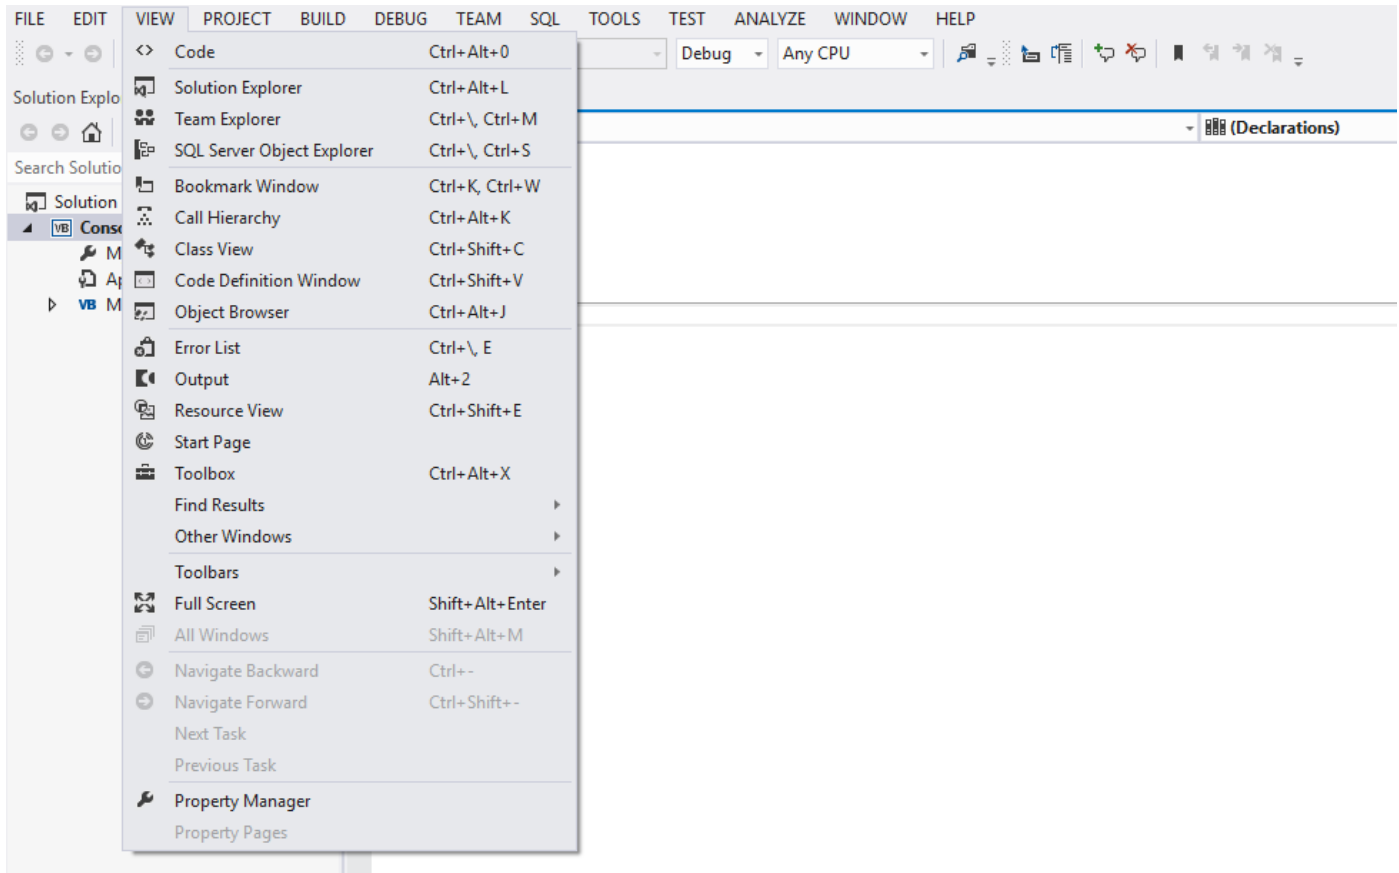 FILE EDIT VIEW PROJECT BUILD DEBUG TEAM SQL TOOLS TEST ANALYZE WINDOW HELP
Debug Any CPU
Solution Explo
(Declarations)
Search Solutio
Solution
VB Conso
M
Ap
VB M
Code Ctrl+Alt+0
Solution Explorer Ctrl+Alt+L
Team Explorer Ctrl+\, Ctrl+M
SQL Server Object Explorer Ctrl+\, Ctrl+S
Bookmark Window Ctrl+K, Ctrl+W
Call Hierarchy Ctrl+Alt+K
Class View Ctrl+Shift+C
Code Definition Window Ctrl+Shift+V
Object Browser Ctrl+Alt+J
Error List Ctrl+\, E
Output Alt+2
Resource View Ctrl+Shift+E
Start Page
Toolbox Ctrl+Alt+X
Find Results
Other Windows
Toolbars
Full Screen Shift+Alt+Enter
All Windows Shift+Alt+M
Navigate Backward Ctrl+-
Navigate Forward Ctrl+Shift+-
Next Task
Previous Task
Property Manager
Property Pages